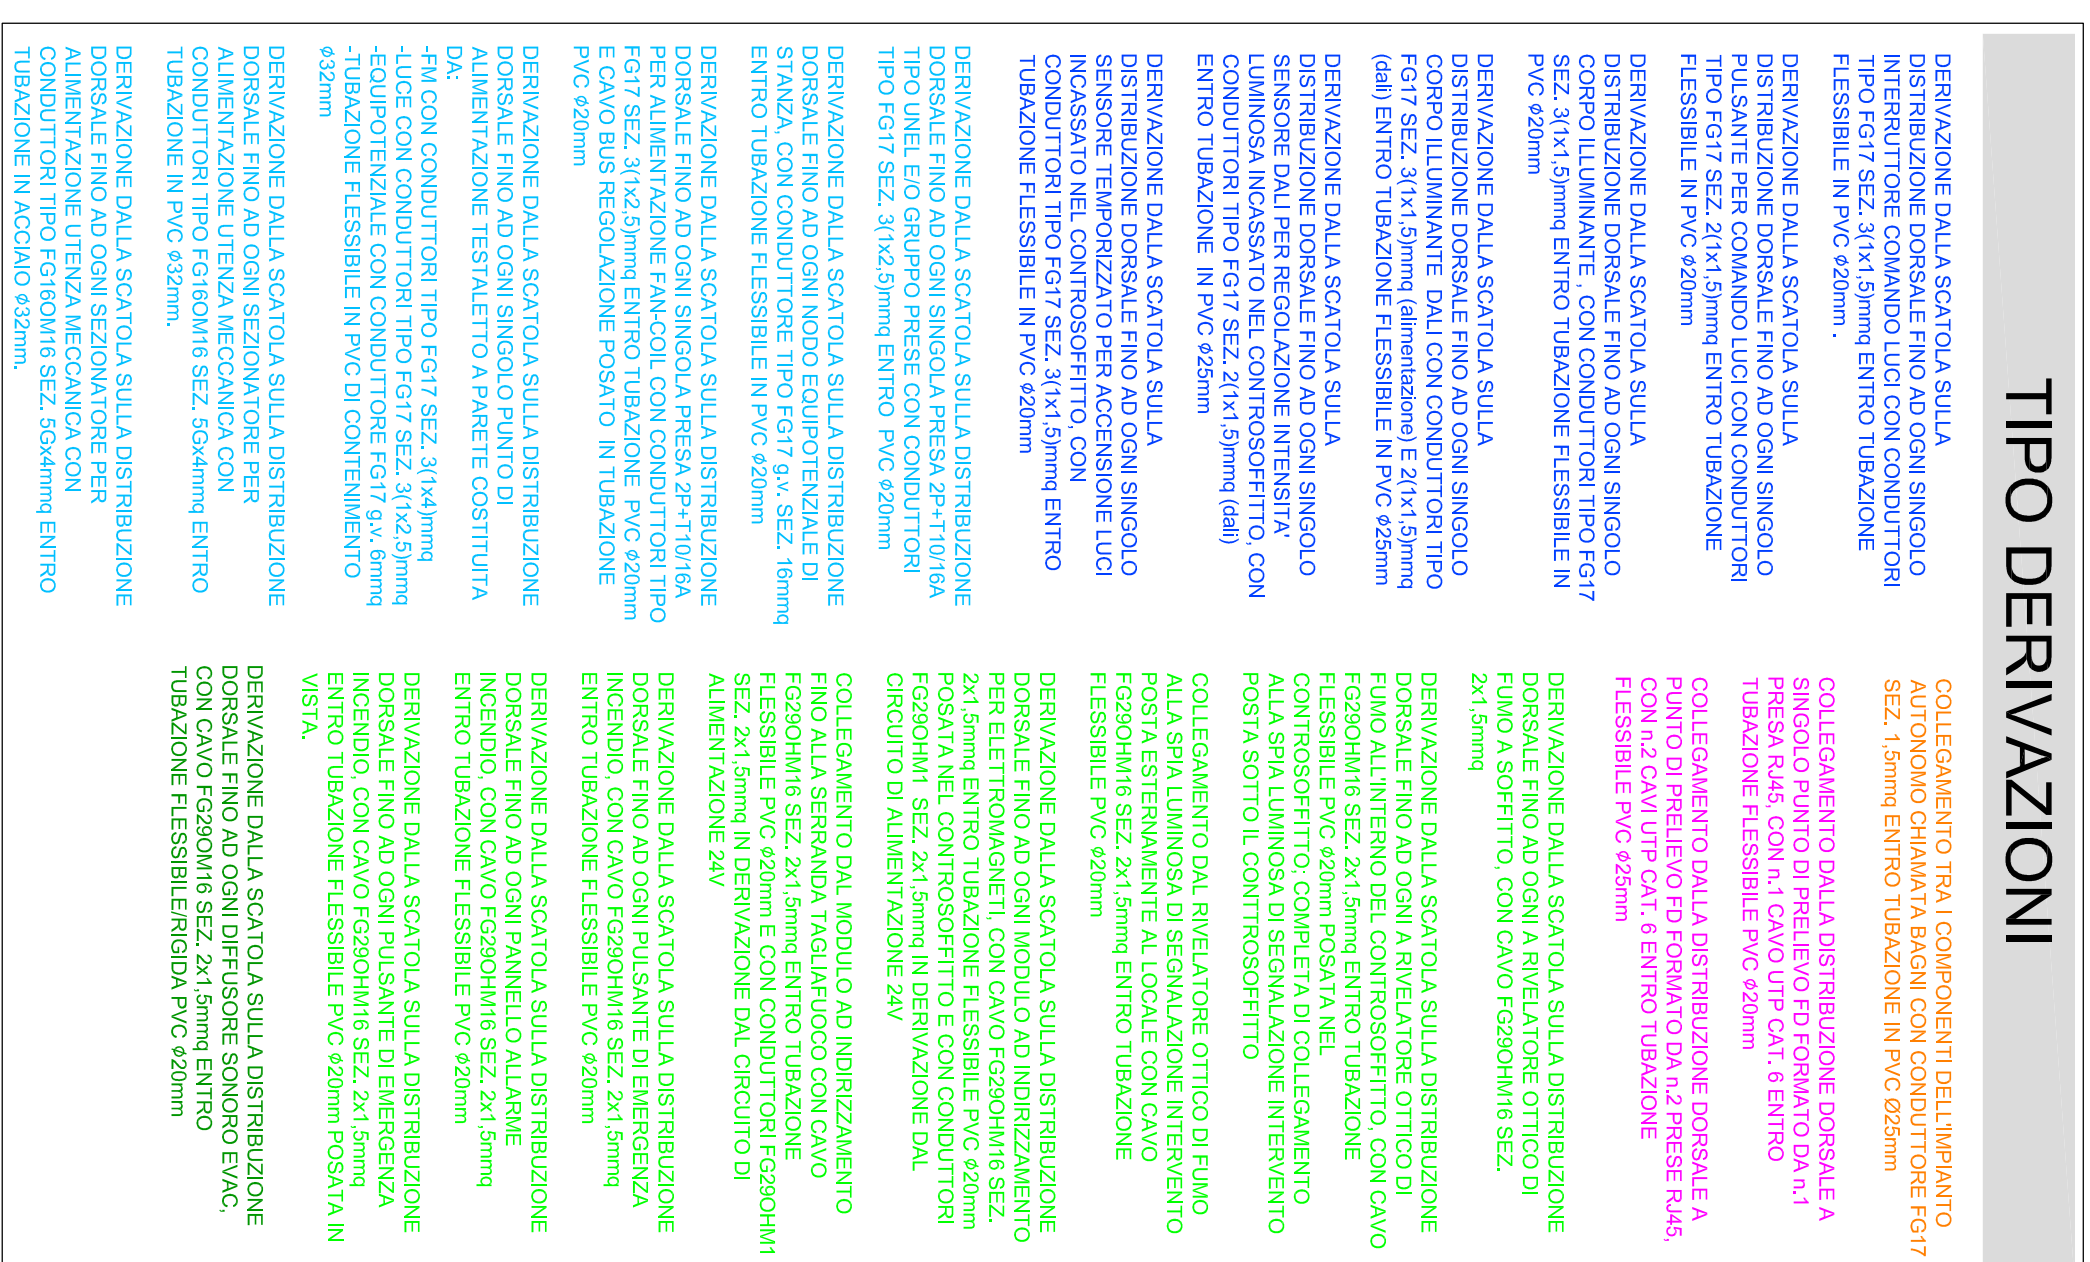 TIPO DERIVAZIONI
DERIVAZIONE DALLA SCATOLA SULLA
DISTRIBUZIONE DORSALE FINO AD OGNI SINGOLO
INTERRUTTORE COMANDO LUCI CON CONDUTTORI
TIPO FG17 SEZ. 3(1x1,5)mmq ENTRO TUBAZIONE
FLESSIBILE IN PVC ϕ20mm .
DERIVAZIONE DALLA SCATOLA SULLA
DISTRIBUZIONE DORSALE FINO AD OGNI SINGOLO
PULSANTE PER COMANDO LUCI CON CONDUTTORI
TIPO FG17 SEZ. 2(1x1,5)mmq ENTRO TUBAZIONE
FLESSIBILE IN PVC ϕ20mm
DERIVAZIONE DALLA SCATOLA SULLA
DISTRIBUZIONE DORSALE FINO AD OGNI SINGOLO
CORPO ILLUMINANTE , CON CONDUTTORI TIPO FG17
SEZ. 3(1x1,5)mmq ENTRO TUBAZIONE FLESSIBILE IN
PVC ϕ20mm
DERIVAZIONE DALLA SCATOLA SULLA
DISTRIBUZIONE DORSALE FINO AD OGNI SINGOLO
CORPO ILLUMINANTE  DALI CON CONDUTTORI TIPO
FG17 SEZ. 3(1x1,5)mmq (alimentazione) E 2(1x1,5)mmq
(dali) ENTRO TUBAZIONE FLESSIBILE IN PVC ϕ25mm
DERIVAZIONE DALLA SCATOLA SULLA
DISTRIBUZIONE DORSALE FINO AD OGNI SINGOLO
SENSORE DALI PER REGOLAZIONE INTENSITA'
LUMINOSA INCASSATO NEL CONTROSOFFITTO, CON
CONDUTTORI TIPO FG17 SEZ. 2(1x1,5)mmq (dali)
ENTRO TUBAZIONE  IN PVC ϕ25mm
DERIVAZIONE DALLA SCATOLA SULLA
DISTRIBUZIONE DORSALE FINO AD OGNI SINGOLO
SENSORE TEMPORIZZATO PER ACCENSIONE LUCI
INCASSATO NEL CONTROSOFFITTO, CON
CONDUTTORI TIPO FG17 SEZ. 3(1x1,5)mmq ENTRO
TUBAZIONE FLESSIBILE IN PVC ϕ20mm
DERIVAZIONE DALLA SCATOLA SULLA DISTRIBUZIONE
DORSALE FINO AD OGNI SINGOLA PRESA 2P+T10/16A
TIPO UNEL E/O GRUPPO PRESE CON CONDUTTORI
TIPO FG17 SEZ. 3(1x2,5)mmq ENTRO  PVC ϕ20mm
DERIVAZIONE DALLA SCATOLA SULLA DISTRIBUZIONE
DORSALE FINO AD OGNI NODO EQUIPOTENZIALE DI
STANZA, CON CONDUTTORE TIPO FG17 g.v. SEZ. 16mmq
ENTRO TUBAZIONE FLESSIBILE IN PVC ϕ20mm
DERIVAZIONE DALLA SCATOLA SULLA DISTRIBUZIONE
DORSALE FINO AD OGNI SINGOLA PRESA 2P+T10/16A
PER ALIMENTAZIONE FAN-COIL CON CONDUTTORI TIPO
FG17 SEZ. 3(1x2,5)mmq ENTRO TUBAZIONE  PVC ϕ20mm
E CAVO BUS REGOLAZIONE POSATO  IN TUBAZIONE
PVC ϕ20mm
DERIVAZIONE DALLA SCATOLA SULLA DISTRIBUZIONE
DORSALE FINO AD OGNI SINGOLO PUNTO DI
ALIMENTAZIONE TESTALETTO A PARETE COSTITUITA
DA:
-FM CON CONDUTTORI TIPO FG17 SEZ. 3(1x4)mmq
-LUCE CON CONDUTTORI TIPO FG17 SEZ. 3(1x2,5)mmq
-EQUIPOTENZIALE CON CONDUTTORE FG17 g.v. 6mmq
-TUBAZIONE FLESSIBILE IN PVC DI CONTENIMENTO
ϕ32mm
DERIVAZIONE DALLA SCATOLA SULLA DISTRIBUZIONE
DORSALE FINO AD OGNI SEZIONATORE PER
ALIMENTAZIONE UTENZA MECCANICA CON
CONDUTTORI TIPO FG16OM16 SEZ. 5Gx4mmq ENTRO
TUBAZIONE IN PVC ϕ32mm.
DERIVAZIONE DALLA SCATOLA SULLA DISTRIBUZIONE
DORSALE FINO AD OGNI SEZIONATORE PER
ALIMENTAZIONE UTENZA MECCANICA CON
CONDUTTORI TIPO FG16OM16 SEZ. 5Gx4mmq ENTRO
TUBAZIONE IN ACCIAIO ϕ32mm.
COLLEGAMENTO TRA I COMPONENTI DELL'IMPIANTO
AUTONOMO CHIAMATA BAGNI CON CONDUTTORE FG17
SEZ. 1,5mmq ENTRO TUBAZIONE IN PVC Ø25mm
COLLEGAMENTO DALLA DISTRIBUZIONE DORSALE A
SINGOLO PUNTO DI PRELIEVO FD FORMATO DA n.1
PRESA RJ45, CON n.1 CAVO UTP CAT. 6 ENTRO
TUBAZIONE FLESSIBILE PVC ϕ20mm
COLLEGAMENTO DALLA DISTRIBUZIONE DORSALE A
PUNTO DI PRELIEVO FD FORMATO DA n.2 PRESE RJ45,
CON n.2 CAVI UTP CAT. 6 ENTRO TUBAZIONE
FLESSIBILE PVC ϕ25mm
DERIVAZIONE DALLA SCATOLA SULLA DISTRIBUZIONE
DORSALE FINO AD OGNI A RIVELATORE OTTICO DI
FUMO A SOFFITTO, CON CAVO FG29OHM16 SEZ.
2x1,5mmq
DERIVAZIONE DALLA SCATOLA SULLA DISTRIBUZIONE
DORSALE FINO AD OGNI A RIVELATORE OTTICO DI
FUMO ALL'INTERNO DEL CONTROSOFFITTO, CON CAVO
FG29OHM16 SEZ. 2x1,5mmq ENTRO TUBAZIONE
FLESSIBILE PVC ϕ20mm POSATA NEL
CONTROSOFFITTO; COMPLETA DI COLLEGAMENTO
ALLA SPIA LUMINOSA DI SEGNALAZIONE INTERVENTO
POSTA SOTTO IL CONTTROSOFFITTO
COLLEGAMENTO DAL RIVELATORE OTTICO DI FUMO
ALLA SPIA LUMINOSA DI SEGNALAZIONE INTERVENTO
POSTA ESTERNAMENTE AL LOCALE CON CAVO
FG29OHM16 SEZ. 2x1,5mmq ENTRO TUBAZIONE
FLESSIBILE PVC ϕ20mm
DERIVAZIONE DALLA SCATOLA SULLA DISTRIBUZIONE
DORSALE FINO AD OGNI MODULO AD INDIRIZZAMENTO
PER ELETTROMAGNETI, CON CAVO FG29OHM16 SEZ.
2x1,5mmq ENTRO TUBAZIONE FLESSIBILE PVC ϕ20mm
POSATA NEL CONTROSOFFITTO E CON CONDUTTORI
FG29OHM1  SEZ. 2x1,5mmq IN DERIVAZIONE DAL
CIRCUITO DI ALIMENTAZIONE 24V
COLLEGAMENTO DAL MODULO AD INDIRIZZAMENTO
FINO ALLA SERRANDA TAGLIAFUOCO CON CAVO
FG29OHM16 SEZ. 2x1,5mmq ENTRO TUBAZIONE
FLESSIBILE PVC ϕ20mm E CON CONDUTTORI FG29OHM1
SEZ. 2x1,5mmq IN DERIVAZIONE DAL CIRCUITO DI
ALIMENTAZIONE 24V
DERIVAZIONE DALLA SCATOLA SULLA DISTRIBUZIONE
DORSALE FINO AD OGNI PULSANTE DI EMERGENZA
INCENDIO, CON CAVO FG29OHM16 SEZ. 2x1,5mmq
ENTRO TUBAZIONE FLESSIBILE PVC ϕ20mm
DERIVAZIONE DALLA SCATOLA SULLA DISTRIBUZIONE
DORSALE FINO AD OGNI PANNELLO ALLARME
INCENDIO, CON CAVO FG29OHM16 SEZ. 2x1,5mmq
ENTRO TUBAZIONE FLESSIBILE PVC ϕ20mm
DERIVAZIONE DALLA SCATOLA SULLA DISTRIBUZIONE
DORSALE FINO AD OGNI PULSANTE DI EMERGENZA
INCENDIO, CON CAVO FG29OHM16 SEZ. 2x1,5mmq
ENTRO TUBAZIONE FLESSIBILE PVC ϕ20mm POSATA IN
VISTA.
DERIVAZIONE DALLA SCATOLA SULLA DISTRIBUZIONE
DORSALE FINO AD OGNI DIFFUSORE SONORO EVAC,
CON CAVO FG29OM16 SEZ. 2x1,5mmq ENTRO
TUBAZIONE FLESSIBILE/RIGIDA PVC ϕ20mm